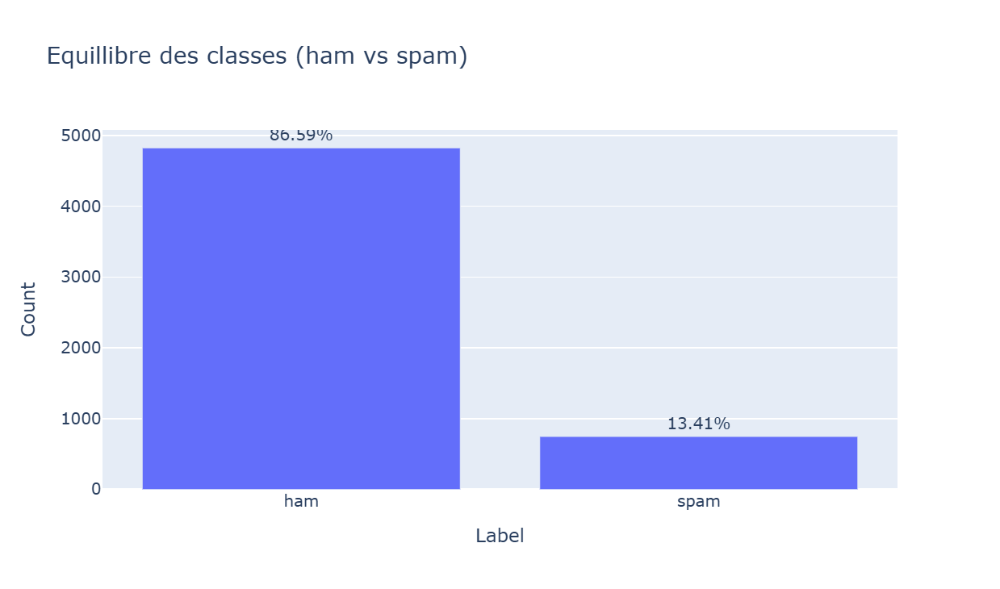 Equillibre des classes (ham vs spam)
5000
86.59%
4000
3000
Count
2000
1000
13.41%
0
ham
spam
Label